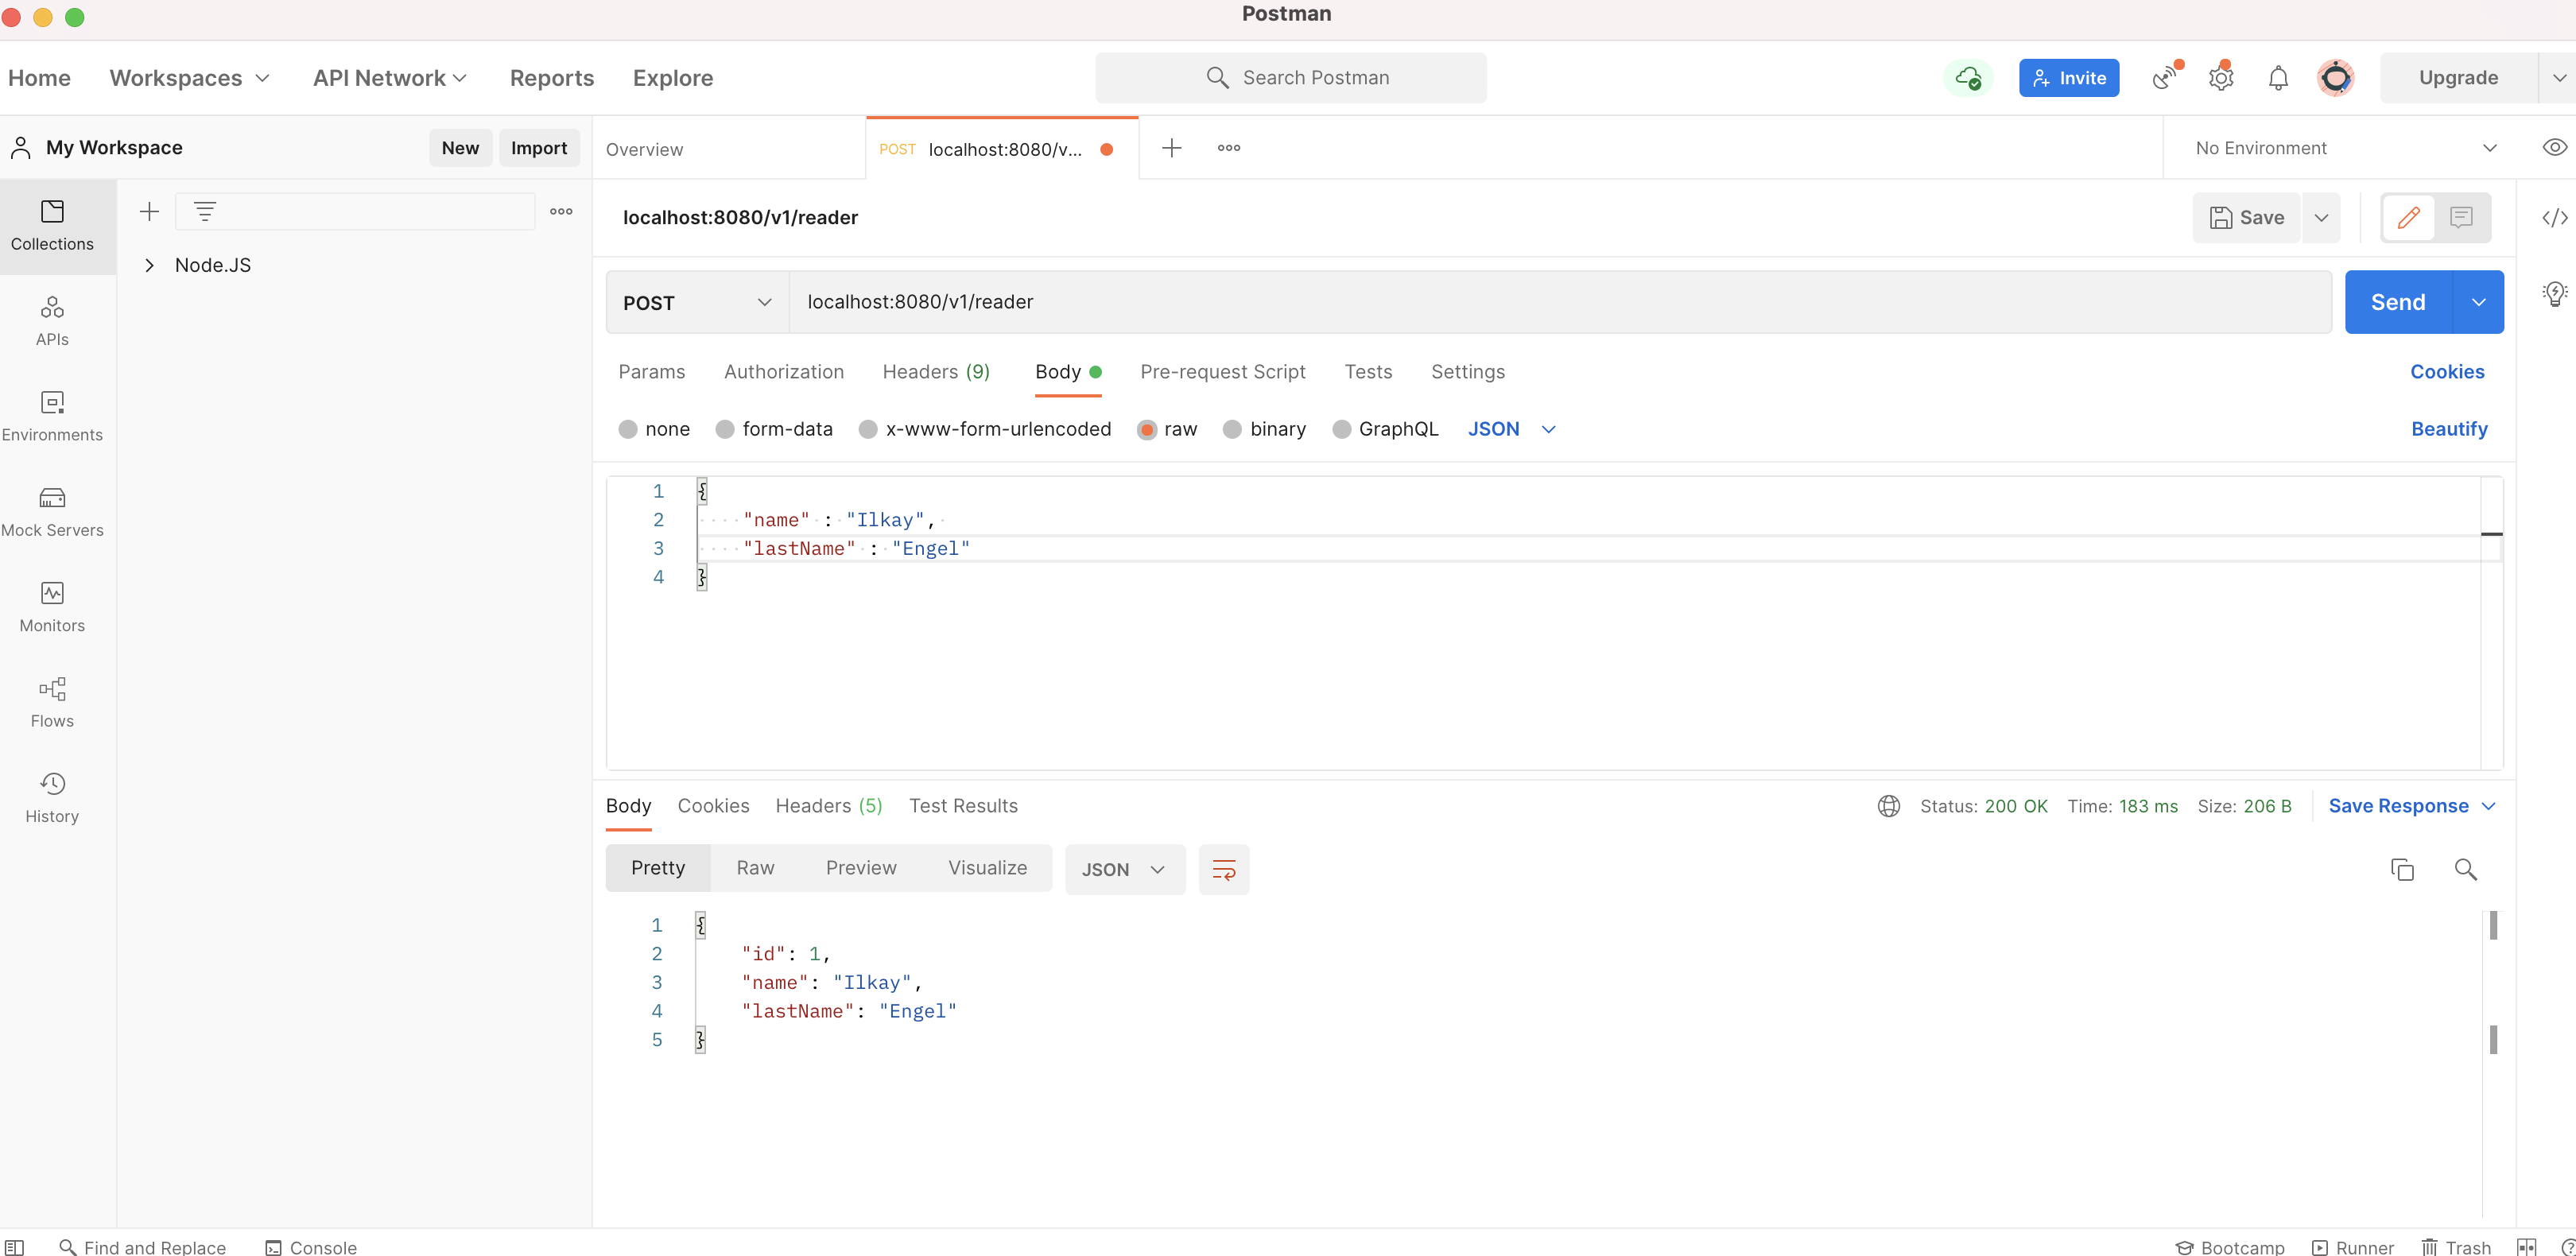 Postman
Home Workspaces API Network Reports Explore Search Postman Invite Upgrade
My Workspace New Import Overview POST localhost:8080/v... No Environment
Collections
APIs
Environments
Mock Servers
Monitors
Flows
History
Node.JS
localhost:8080/v1/reader Save
POST localhost:8080/v1/reader Send
Params Authorization Headers (9) Body Pre-request Script Tests Settings Cookies
none form-data x-www-form-urlencoded raw binary GraphQL JSON Beautify
1 {
2 "name" : "Ilkay",
3 "lastName" : "Engel"
4 }
Body Cookies Headers (5) Test Results Status: 200 OK Time: 183 ms Size: 206 B Save Response
Pretty Raw Preview Visualize JSON
1 {
2 "id": 1,
3 "name": "Ilkay",
4 "lastName": "Engel"
5 }
Find and Replace Console Bootcamp Runner Trash